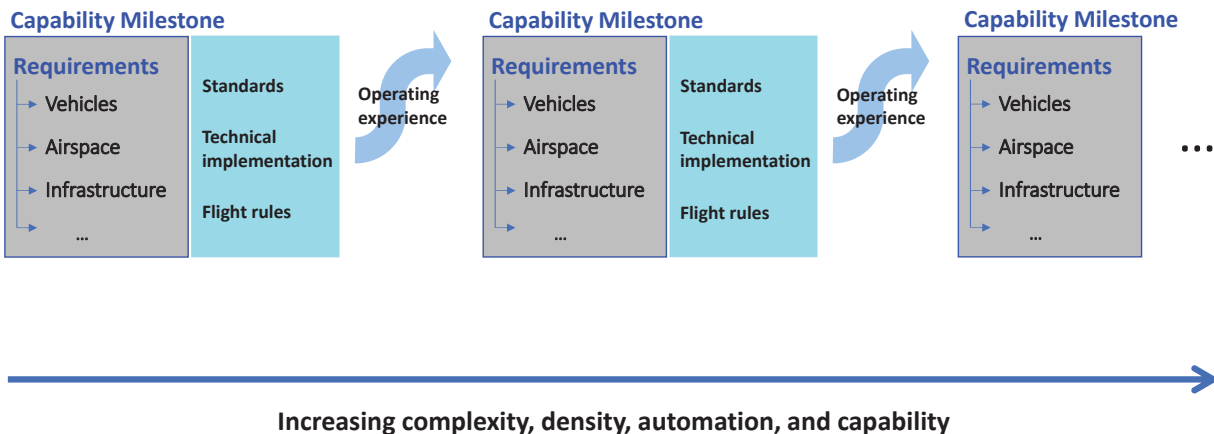 Capability Milestone
Requirements
Vehicles
Airspace
Infrastructure
...
Standards
Technical
implementation
Flight rules
Operating
experience
Capability Milestone
Requirements
Vehicles
Airspace
Infrastructure
...
Standards
Technical
implementation
Flight rules
Operating
experience
Capability Milestone
Requirements
Vehicles
Airspace
Infrastructure
...
...
Increasing complexity, density, automation, and capability